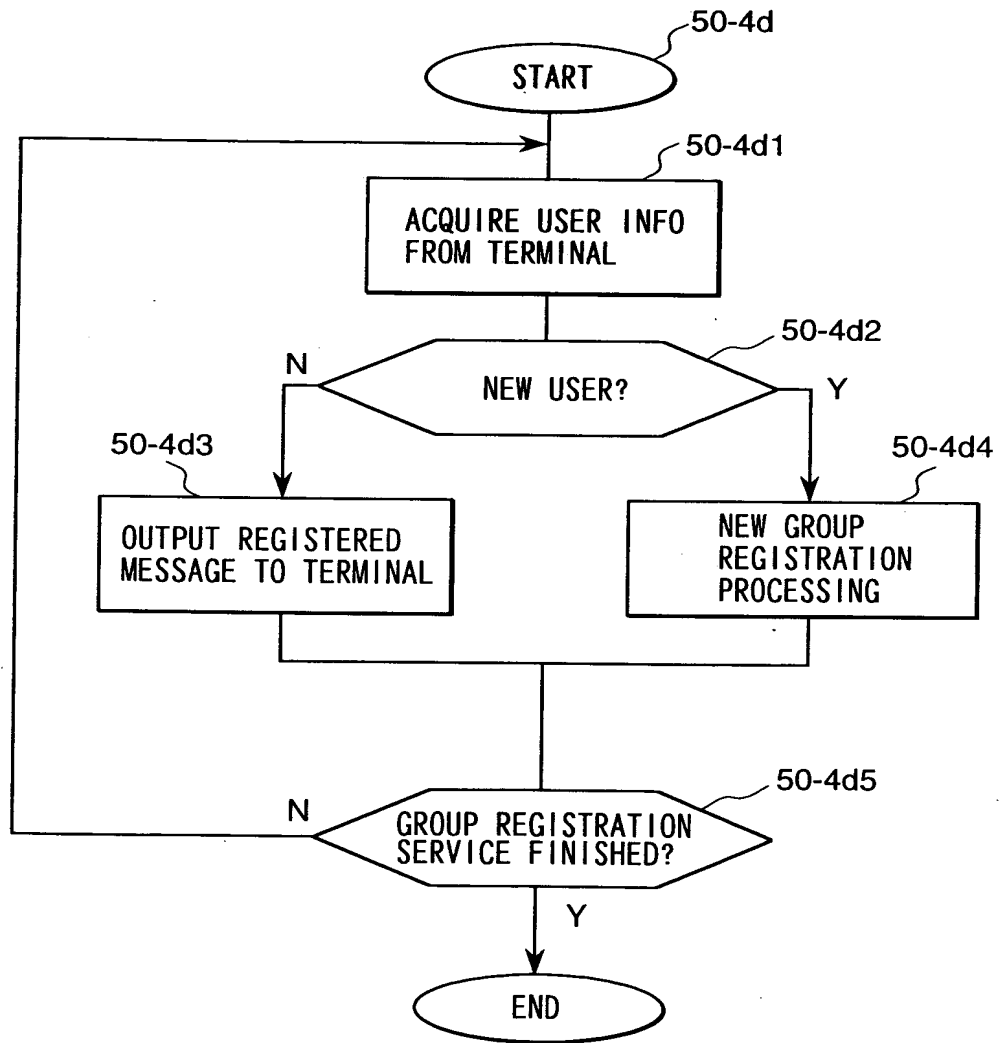 50-4d
START
50-4d1
ACQUIRE USER INFO
FROM TERMINAL
50-4d2
N
NEW USER?
Y
50-4d3
50-4d4
OUTPUT REGISTERED
MESSAGE TO TERMINAL
NEW GROUP
REGISTRATION
PROCESSING
50-4d5
N
GROUP REGISTRATION
SERVICE FINISHED?
Y
END